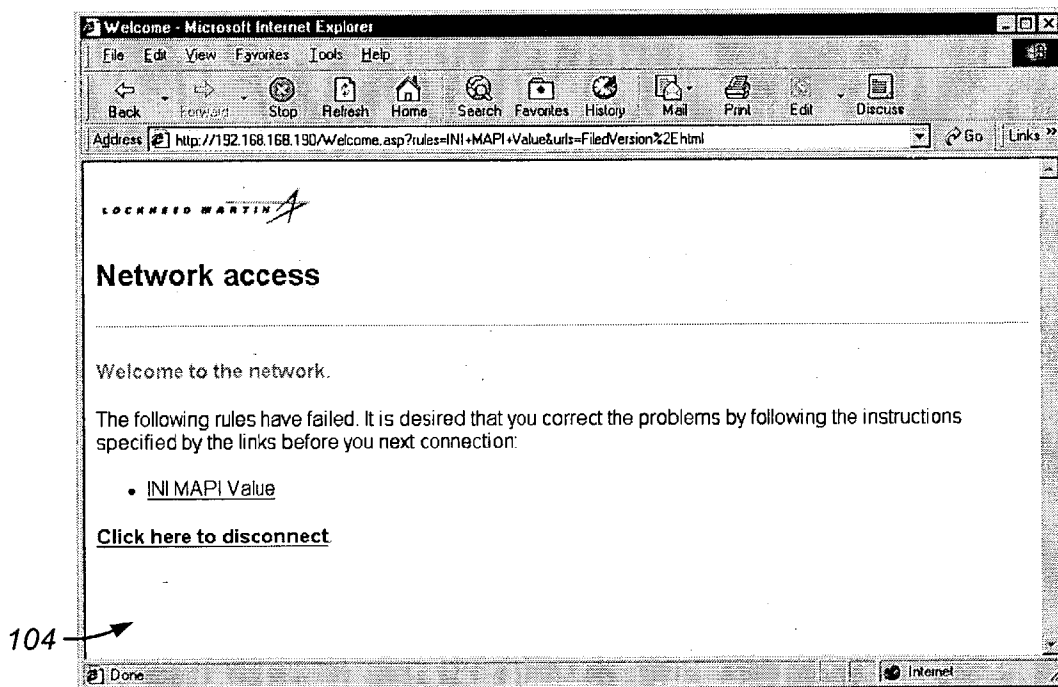 Welcome - Microsoft Internet Explorer
File Edit View Favorites Tools Help
Back Forward Stop Refresh Home Search Favorites History Mail Print Edit Discuss
Address http://192.168.168.190/Welcome.asp?rules=INI+MAPI+Value&urls=FiledVersion%2Ehtml Go Links »
LOCKHEED MARTIN
Network access
Welcome to the network.
The following rules have failed. It is desired that you correct the problems by following the instructions
specified by the links before you next connection:
• INI MAPI Value
Click here to disconnect.
104
Done Internet